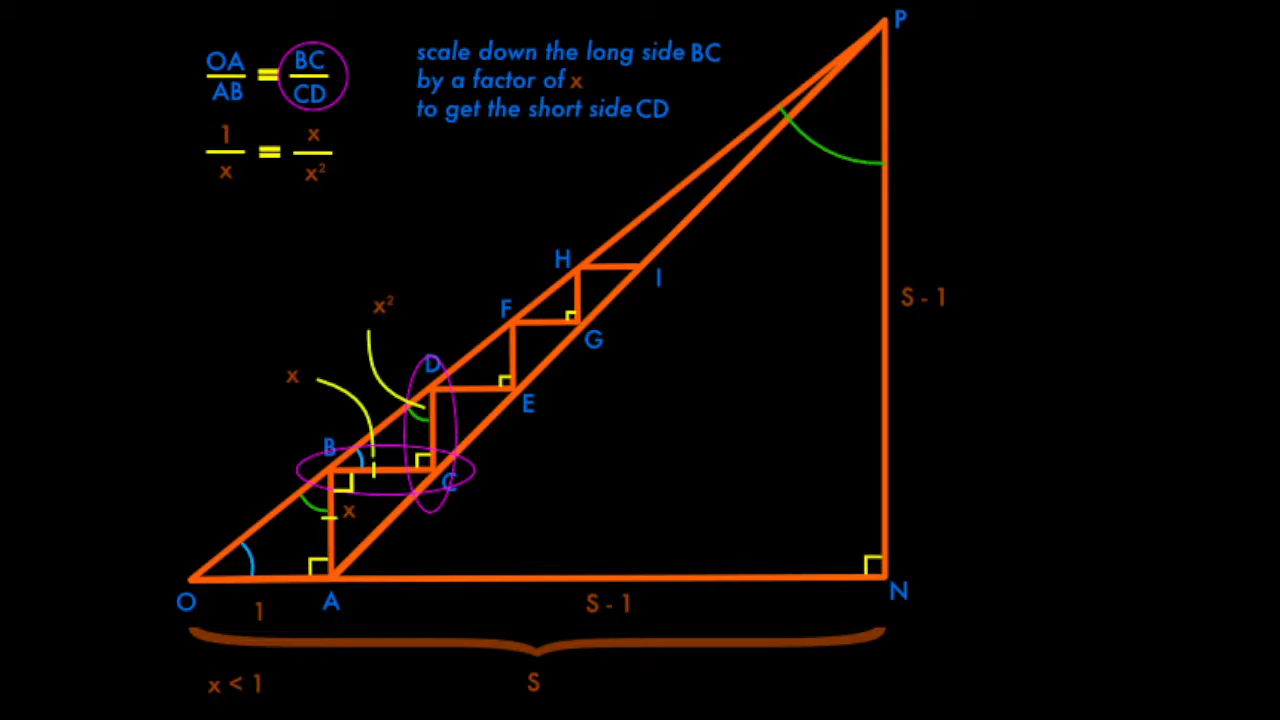 P
OA BC
AB = CD
scale down the long side BC
by a factor of x
to get the short side CD
1 x
x = x²
H
I
S - 1
x²
F
G
D
x
E
B
C
x
O
A
N
1
S - 1
x < 1
S